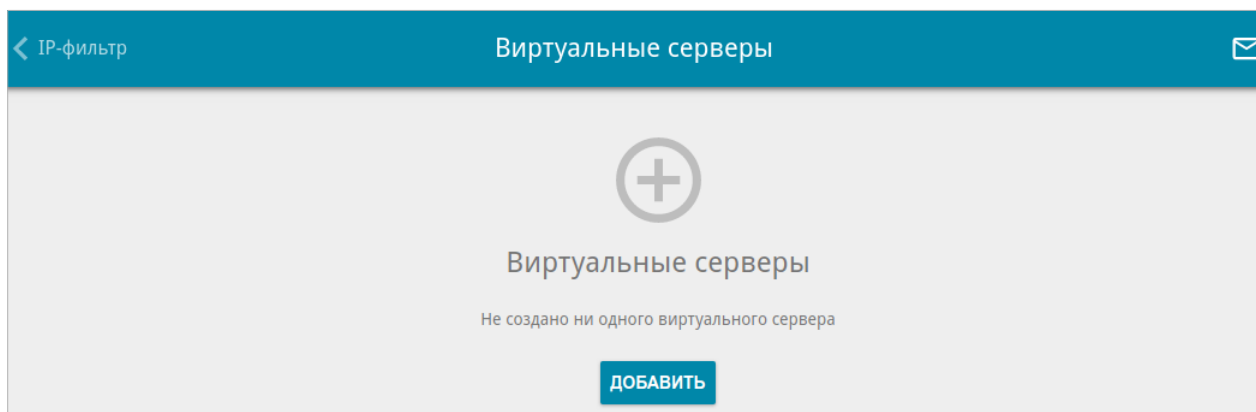 IP-фильтр
Виртуальные серверы
Виртуальные серверы
Не создано ни одного виртуального сервера
ДОБАВИТЬ